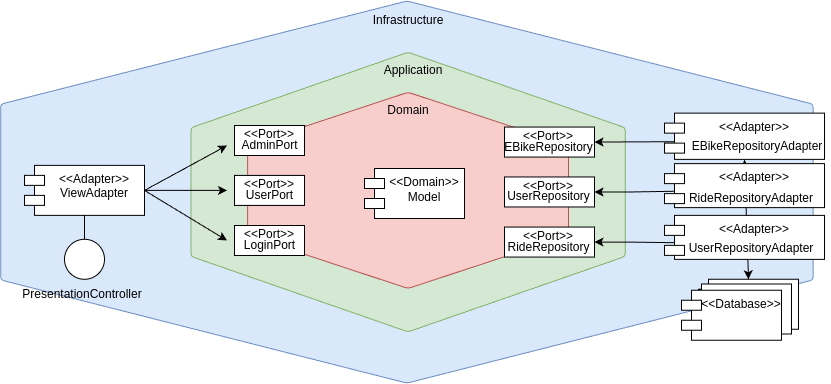 Infrastructure
Application
Domain
<<Port>>
AdminPort
<<Port>>
EBikeRepository
<<Adapter>>
EBikeRepositoryAdapter
<<Adapter>>
ViewAdapter
<<Port>>
UserPort
<<Domain>>
Model
<<Port>>
UserRepository
<<Adapter>>
RideRepositoryAdapter
<<Port>>
LoginPort
<<Port>>
RideRepository
<<Adapter>>
UserRepositoryAdapter
PresentationController
<<Database>>